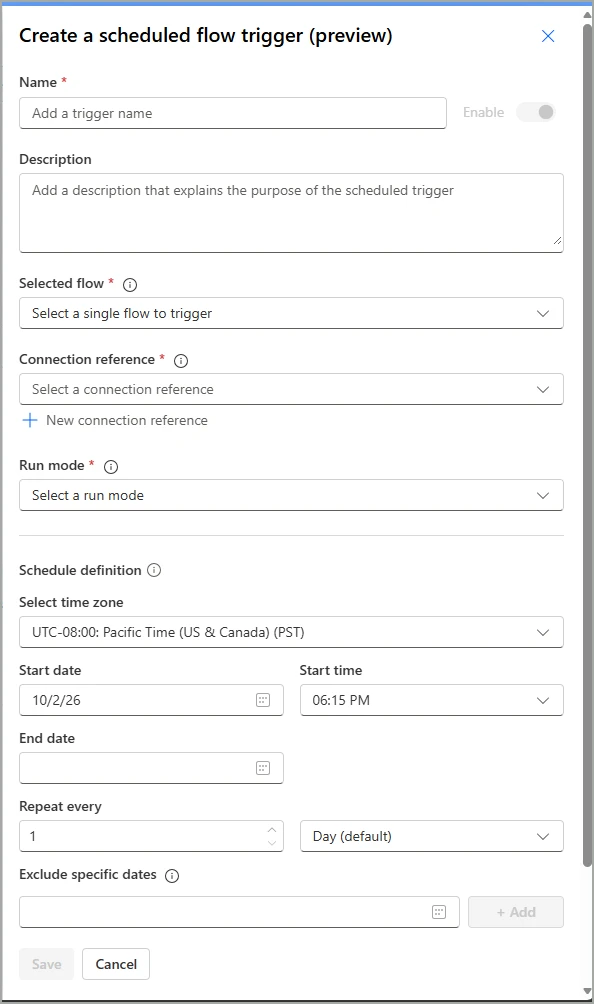 Create a scheduled flow trigger (preview)
Name *
Add a trigger name
Enable
Description
Add a description that explains the purpose of the scheduled trigger
Selected flow *
Select a single flow to trigger
Connection reference *
Select a connection reference
New connection reference
Run mode *
Select a run mode
Schedule definition
Select time zone
UTC-08:00: Pacific Time (US & Canada) (PST)
Start date
Start time
10/2/26
06:15 PM
End date
Repeat every
1
Day (default)
Exclude specific dates
+ Add
Save
Cancel